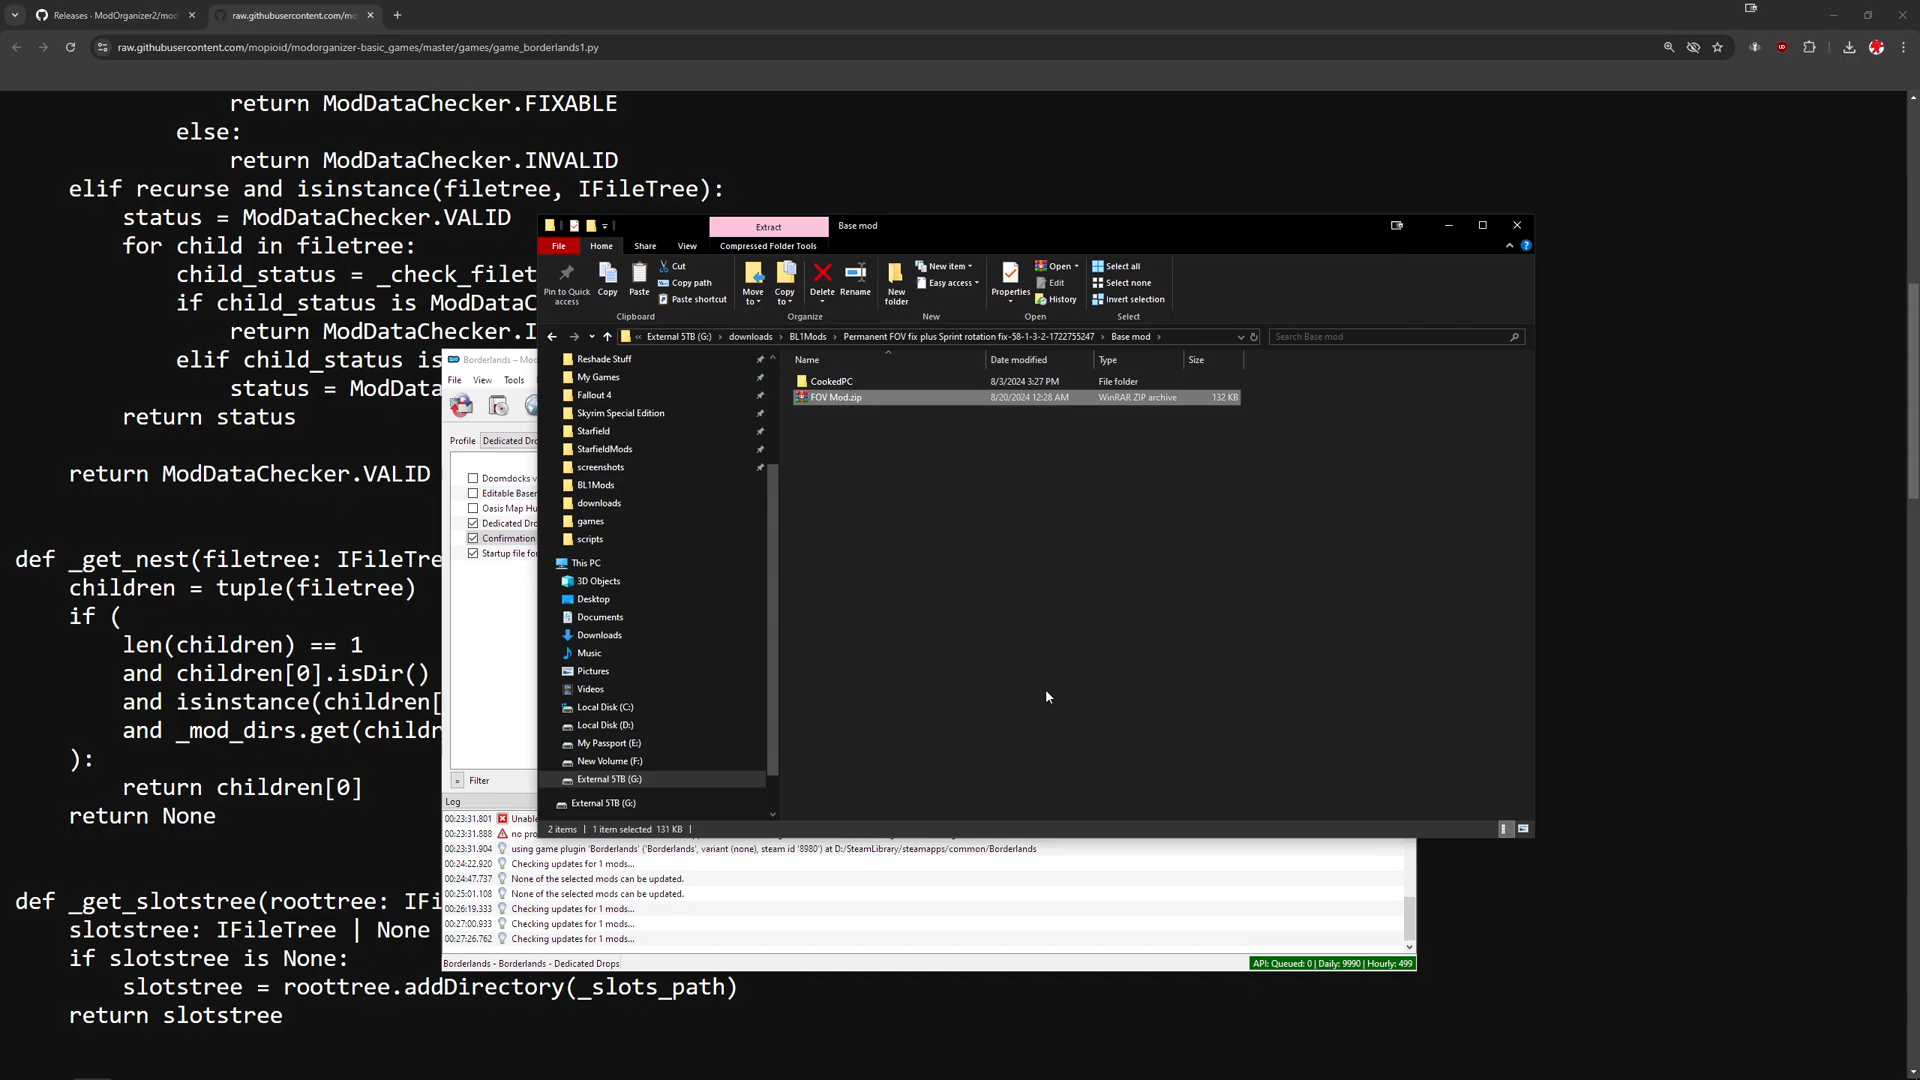 Releases · ModOrganizer2/mod
raw.githubusercontent.com/mo
raw.githubusercontent.com/mopioid/modorganizer-basic_games/master/games/game_borderlands1.py
return ModDataChecker.FIXABLE
else:
return ModDataChecker.INVALID
elif recurse and isinstance(filetree, IFileTree):
status = ModDataChecker.VALID
for child in filetree:
child_status = _check_filet
if child_status is ModDataC
return ModDataChecker.I
elif child_status is
status = ModData
return status
return ModDataChecker.VALID
def _get_nest(filetree: IFileTre
children = tuple(filetree)
if (
len(children) == 1
and children[0].isDir()
and isinstance(children[
and _mod_dirs.get(childr
):
return children[0]
return None
def _get_slotstree(roottree: IFi
slotstree: IFileTree | None
if slotstree is None:
slotstree = roottree.addDirectory(_slots_path)
return slotstree
Extract
Base mod
File
Home
Share
View
Compressed Folder Tools
Pin to Quick access
Copy
Paste
Cut
Copy path
Paste shortcut
Clipboard
Move to
Copy to
Delete
Rename
Organize
New folder
New item
Easy access
New
Properties
Open
Edit
History
Open
Select all
Select none
Invert selection
Select
« External 5TB (G:) › downloads › BL1Mods › Permanent FOV fix plus Sprint rotation fix-58-1-3-2-1722755247 › Base mod ›
Search Base mod
Reshade Stuff
My Games
Fallout 4
Skyrim Special Edition
Starfield
StarfieldMods
screenshots
BL1Mods
downloads
games
scripts
This PC
3D Objects
Desktop
Documents
Downloads
Music
Pictures
Videos
Local Disk (C:)
Local Disk (D:)
My Passport (E:)
New Volume (F:)
External 5TB (G:)
External 5TB (G:)
Name Date modified Type Size
CookedPC 8/3/2024 3:27 PM File folder
FOV Mod.zip 8/20/2024 12:28 AM WinRAR ZIP archive 132 KB
2 items 1 item selected 131 KB
Borderlands – Mod
File View Tools
Profile Dedicated Dro
Doomdocks v
Editable Baser
Oasis Map Hu
Dedicated Dro
Confirmation
Startup file for
» Filter
Log
00:23:31.801 Unable
00:23:31.888 no pro
00:23:31.904 using game plugin 'Borderlands' ('Borderlands', variant (none), steam id '8980') at D:/SteamLibrary/steamapps/common/Borderlands
00:24:22.920 Checking updates for 1 mods...
00:24:47.737 None of the selected mods can be updated.
00:25:01.108 None of the selected mods can be updated.
00:26:19.333 Checking updates for 1 mods...
00:27:00.933 Checking updates for 1 mods...
00:27:26.762 Checking updates for 1 mods...
Borderlands - Borderlands - Dedicated Drops
API: Queued: 0 | Daily: 9990 | Hourly: 499